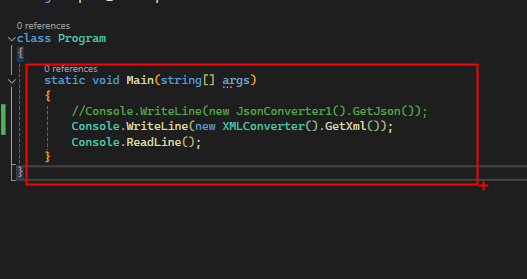 0 references
class Program
{
0 references
static void Main(string[] args)
{
//Console.WriteLine(new JsonConverter1().GetJson());
Console.WriteLine(new XMLConverter().GetXml());
Console.ReadLine();
}
}